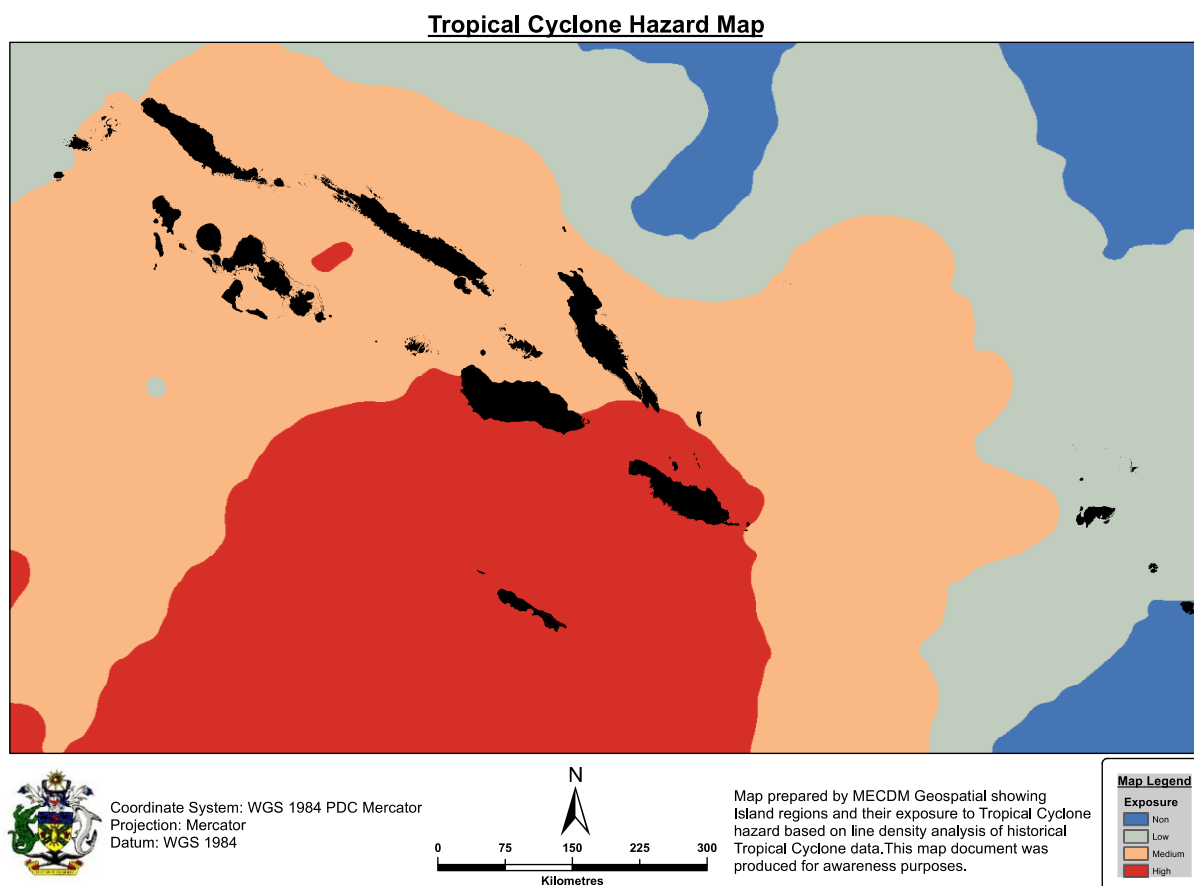 Tropical Cyclone Hazard Map
Coordinate System: WGS 1984 PDC Mercator
Projection: Mercator
Datum: WGS 1984
N
0 75 150 225 300
Kilometres
Map prepared by MECDM Geospatial showing
Island regions and their exposure to Tropical Cyclone
hazard based on line density analysis of historical
Tropical Cyclone data.This map document was
produced for awareness purposes.
Map Legend
Exposure
Non
Low
Medium
High